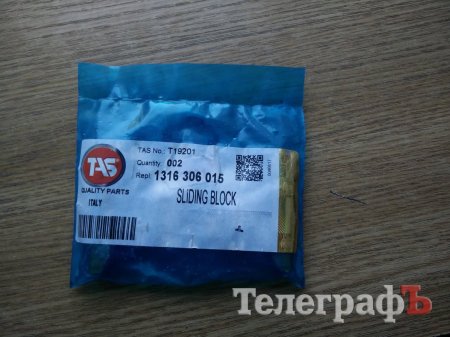 TAS No.: T19201
Quantity: 002
Repl. 1316 306 015
SLIDING BLOCK
TAS
QUALITY PARTS
ITALY
ТелеграфЪ